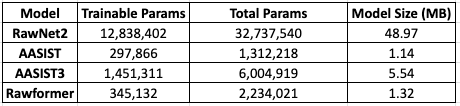 Model Trainable Params Total Params Model Size (MB)
RawNet2 12,838,402 32,737,540 48.97
AASIST 297,866 1,312,218 1.14
AASIST3 1,451,311 6,004,919 5.54
Rawformer 345,132 2,234,021 1.32